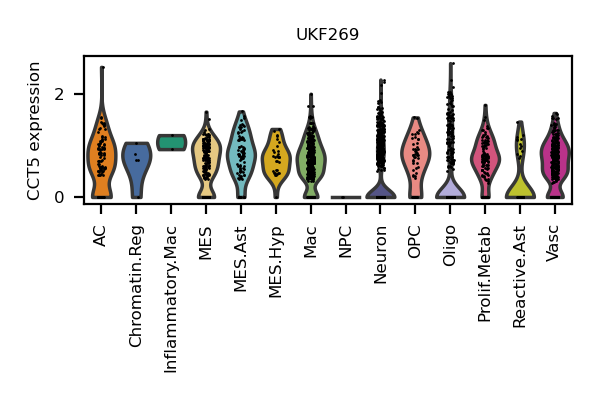 UKF269
CCT5 expression
2
0
AC
Chromatin.Reg
Inflammatory.Mac
MES
MES.Ast
MES.Hyp
Mac
NPC
Neuron
OPC
Oligo
Prolif.Metab
Reactive.Ast
Vasc